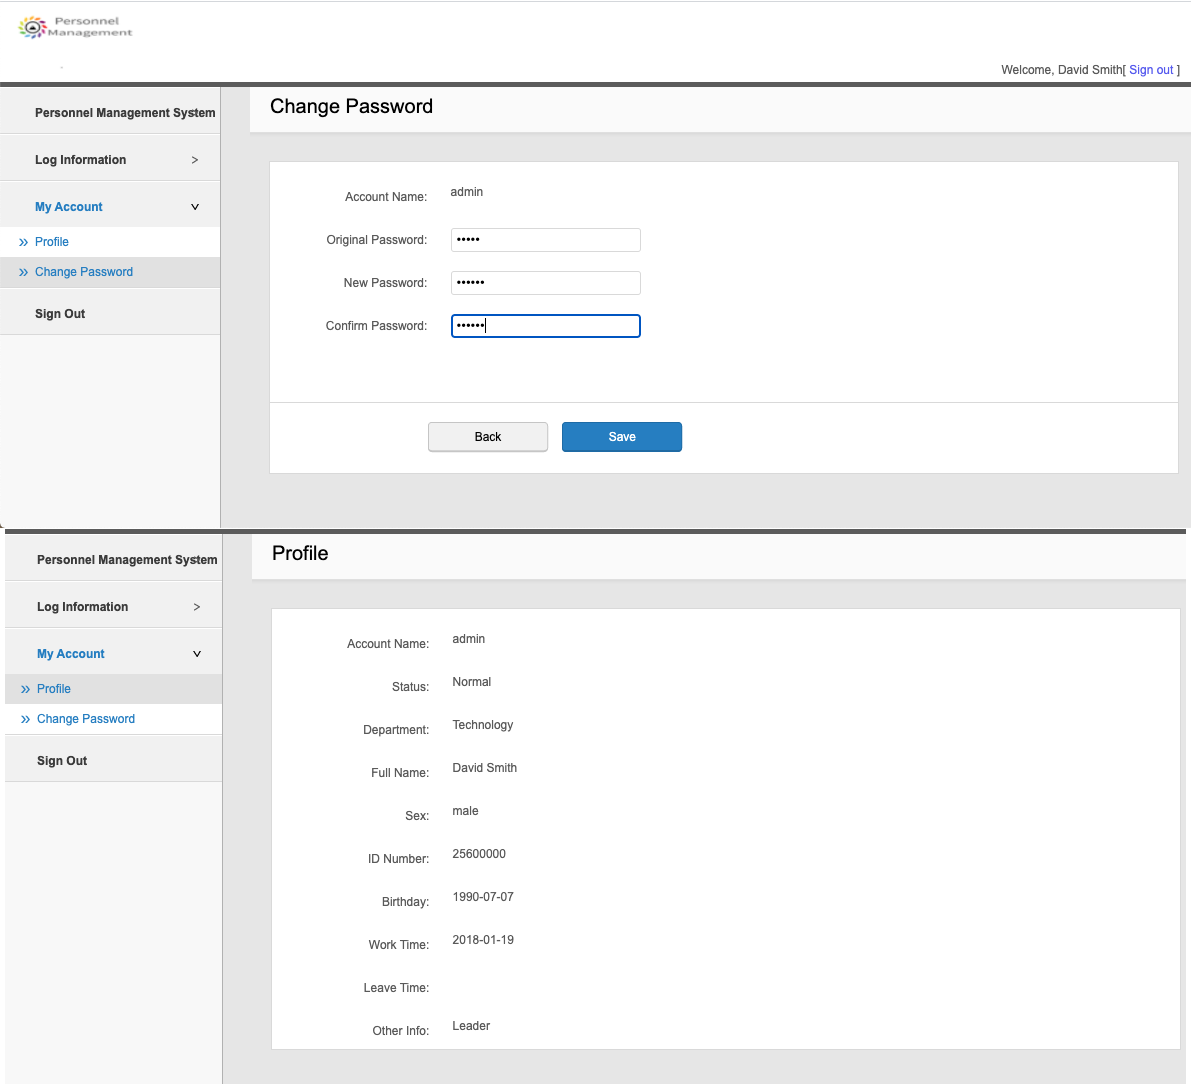 Personnel
Management
Welcome, David Smith[ Sign out ]
Personnel Management System
Log Information >
My Account v
» Profile
» Change Password
Sign Out
Change Password
Account Name: admin
Original Password: •••••
New Password: ••••••
Confirm Password: ••••••
Back Save
Personnel Management System
Log Information >
My Account v
» Profile
» Change Password
Sign Out
Profile
Account Name: admin
Status: Normal
Department: Technology
Full Name: David Smith
Sex: male
ID Number: 25600000
Birthday: 1990-07-07
Work Time: 2018-01-19
Leave Time:
Other Info: Leader